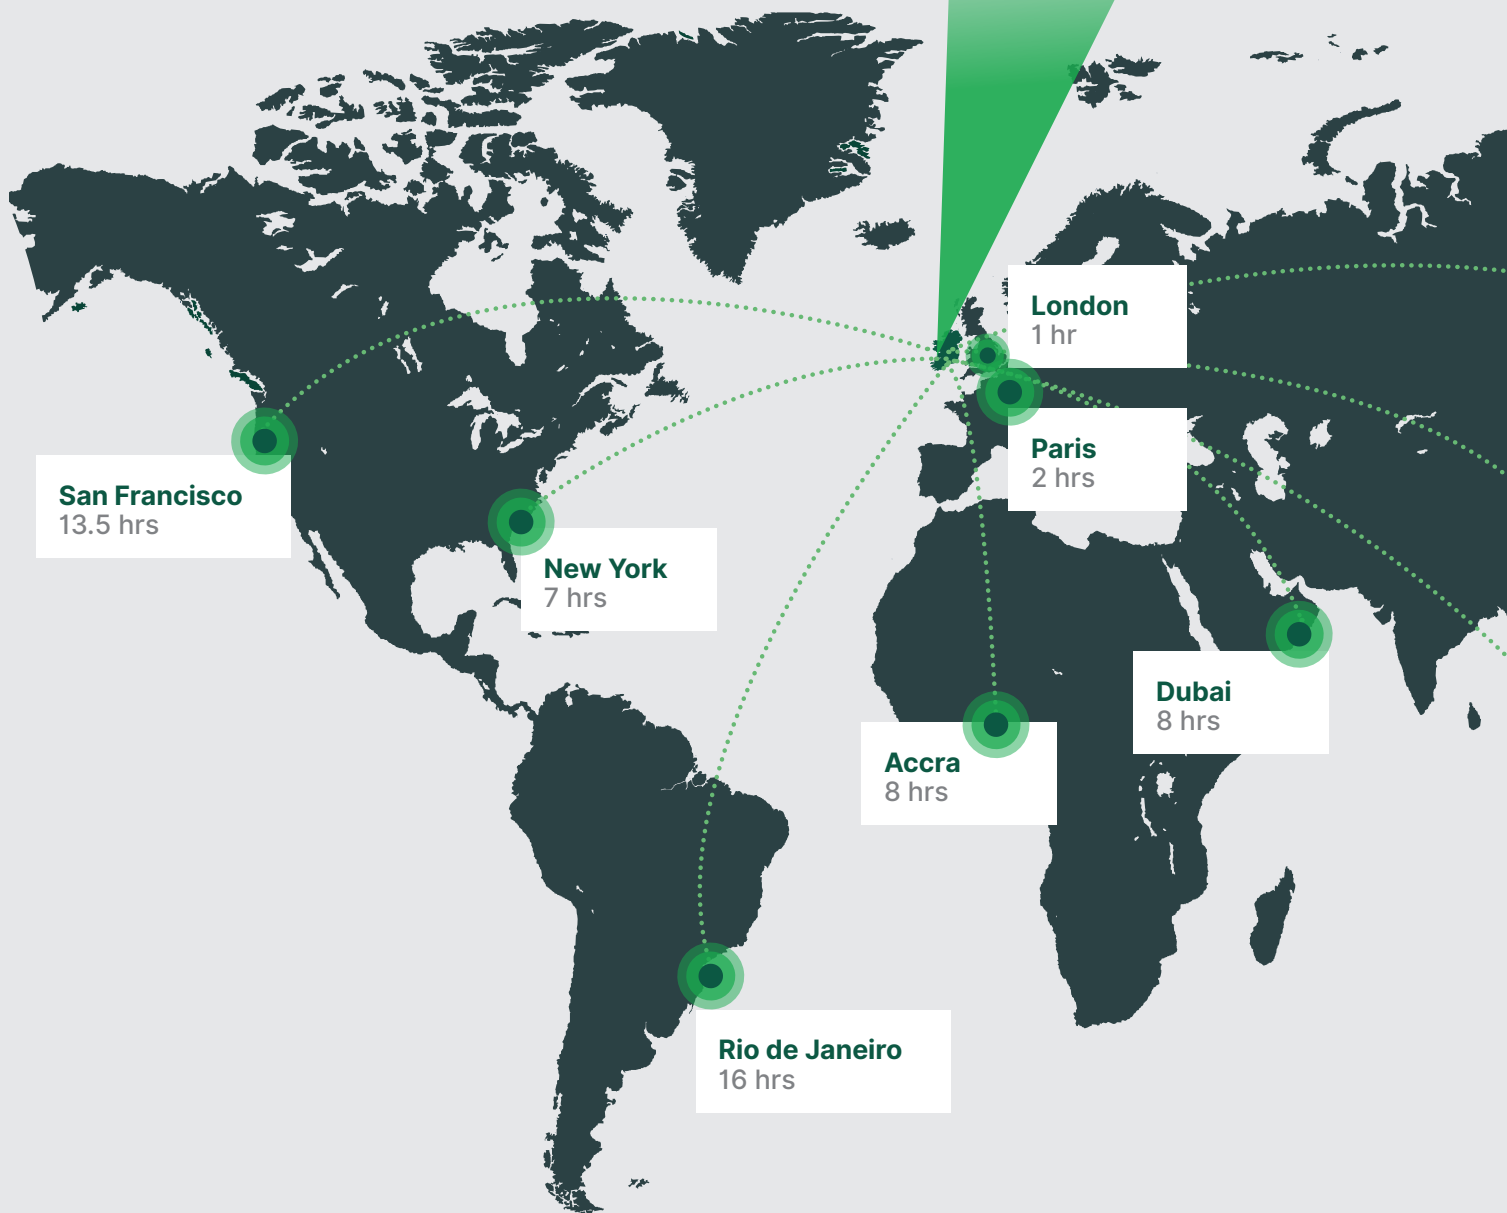 London
1 hr
Paris
2 hrs
San Francisco
13.5 hrs
New York
7 hrs
Dubai
8 hrs
Accra
8 hrs
Rio de Janeiro
16 hrs